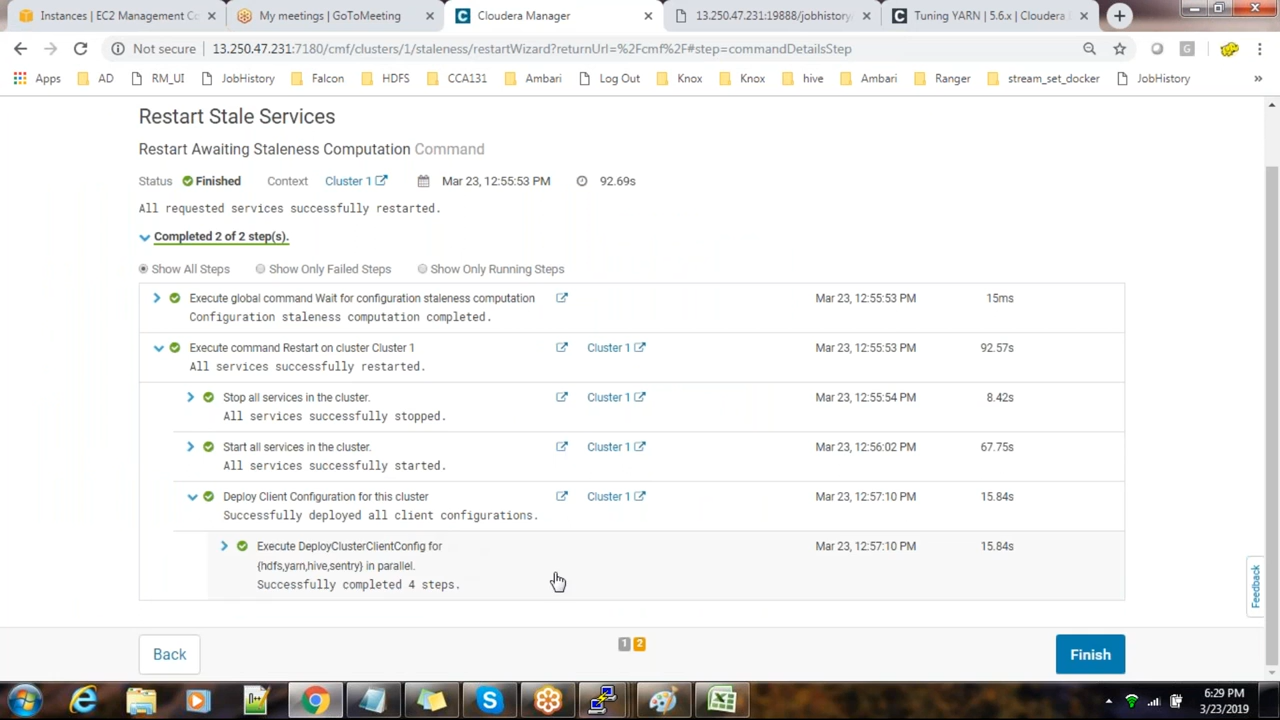 Instances | EC2 Management Co
My meetings | GoToMeeting
Cloudera Manager
13.250.47.231:19888/jobhistory
Tuning YARN | 5.6.x | Cloudera
Not secure
13.250.47.231:7180/cmf/clusters/1/staleness/restartWizard?returnUrl=%2Fcmf%2F#step=commandDetailsStep
Apps
AD
RM_UI
JobHistory
Falcon
HDFS
CCA131
Ambari
Log Out
Knox
Knox
hive
Ambari
Ranger
stream_set_docker
JobHistory
»
Restart Stale Services
Restart Awaiting Staleness Computation Command
Status Finished Context Cluster 1 Mar 23, 12:55:53 PM 92.69s
All requested services successfully restarted.
Completed 2 of 2 step(s).
Show All Steps Show Only Failed Steps Show Only Running Steps
Execute global command Wait for configuration staleness computation Mar 23, 12:55:53 PM 15ms
Configuration staleness computation completed.
Execute command Restart on cluster Cluster 1 Cluster 1 Mar 23, 12:55:53 PM 92.57s
All services successfully restarted.
Stop all services in the cluster. Cluster 1 Mar 23, 12:55:54 PM 8.42s
All services successfully stopped.
Start all services in the cluster. Cluster 1 Mar 23, 12:56:02 PM 67.75s
All services successfully started.
Deploy Client Configuration for this cluster Cluster 1 Mar 23, 12:57:10 PM 15.84s
Successfully deployed all client configurations.
Execute DeployClusterClientConfig for Mar 23, 12:57:10 PM 15.84s
{hdfs,yarn,hive,sentry} in parallel.
Successfully completed 4 steps.
Feedback
Back
1 2
Finish
6:29 PM
3/23/2019